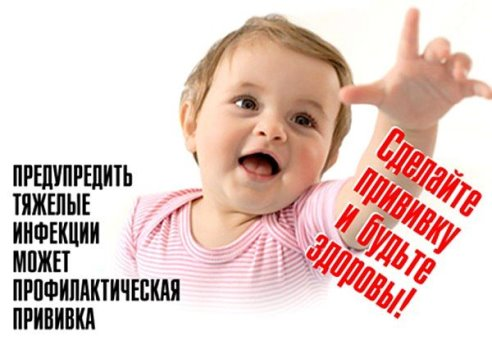 ПРЕДУПРЕДИТЬ
ТЯЖЕЛЫЕ
ИНФЕКЦИИ
МОЖЕТ
ПРОФИЛАКТИЧЕСКАЯ
ПРИВИВКА
Сделайте
прививку
и будьте
здоровы!